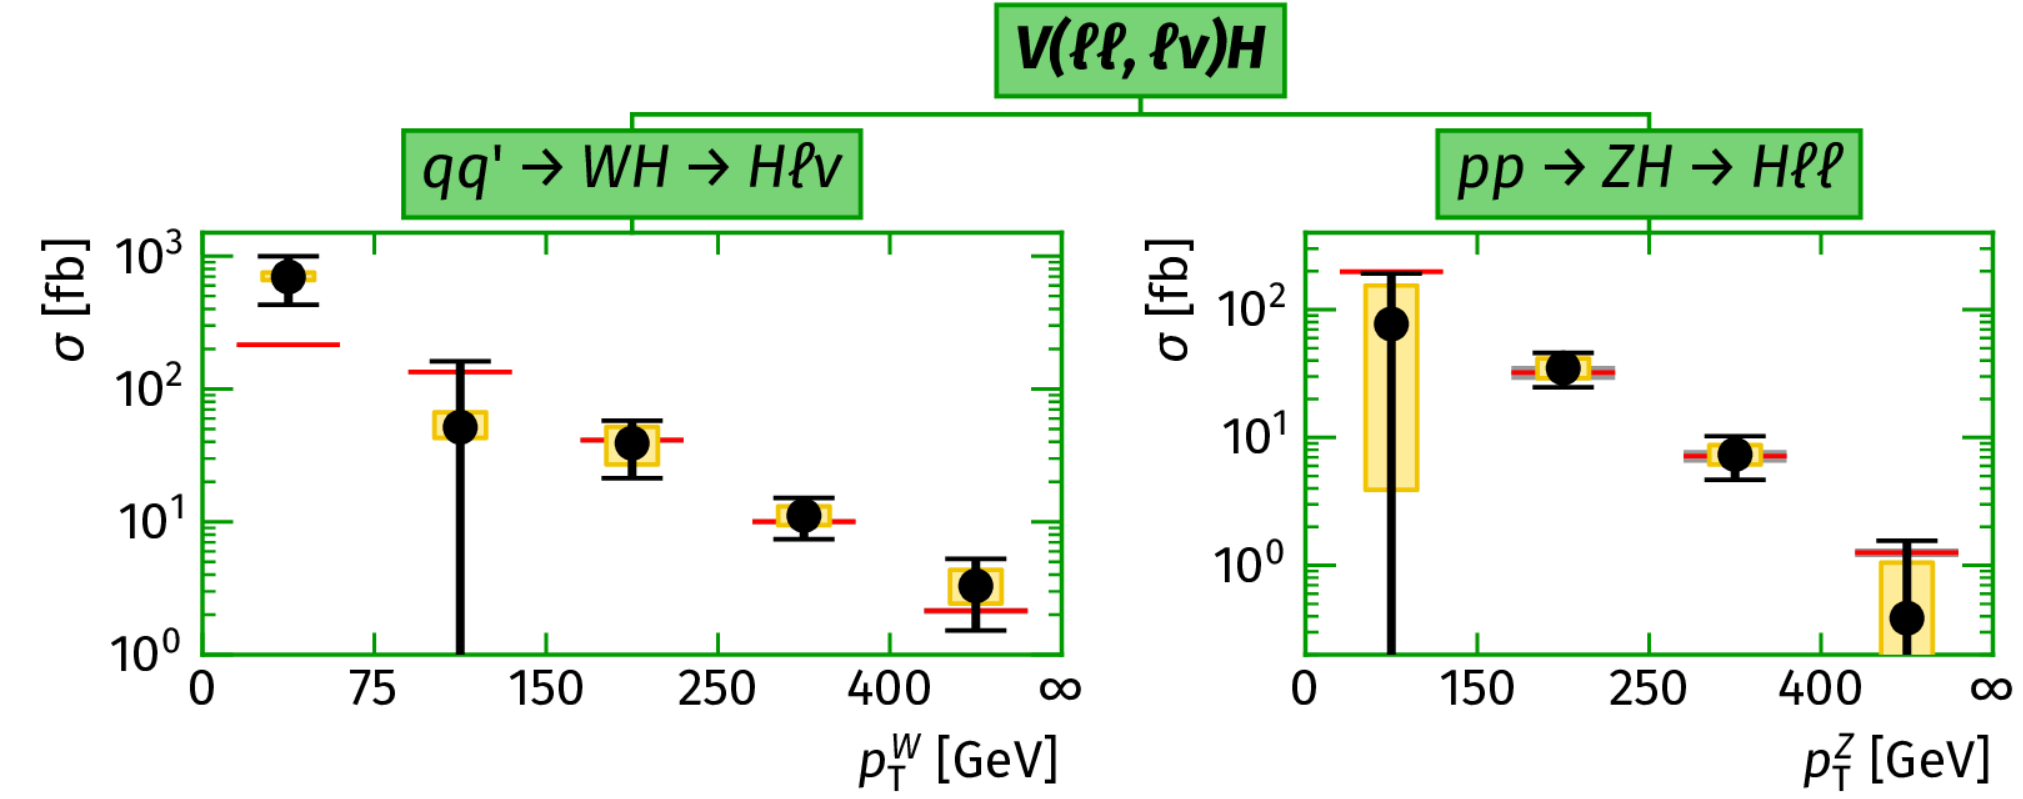 V(ℓℓ, ℓν)H
qq' → WH → Hℓν
pp → ZH → Hℓℓ
σ [fb]
10³
10²
10¹
10⁰
0 75 150 250 400 ∞
p_T^W [GeV]
σ [fb]
10²
10¹
10⁰
0 150 250 400 ∞
p_T^Z [GeV]